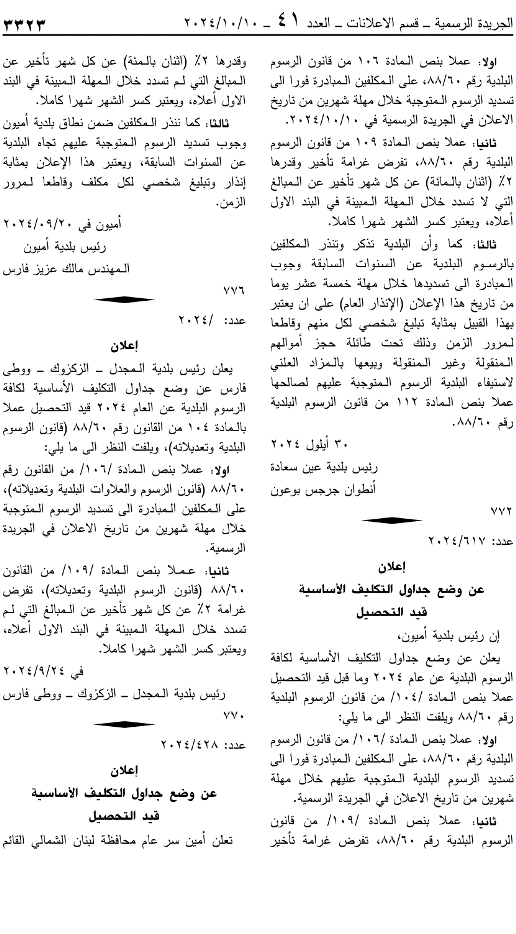 الجريدة الرسمية – قسم الاعلانات – العدد ٤١ – ٢٠٢٤/١٠/١٠
٣٣٢٣
اولا: عملا بنص المادة ١٠٦ من قانون الرسوم
البلدية رقم ٨٨/٦٠، على المكلفين المبادرة فورا الى
تسديد الرسوم المتوجبة خلال مهلة شهرين من تاريخ
الاعلان في الجريدة الرسمية في ٢٠٢٤/١٠/١٠.
ثانيا: عملا بنص المادة ١٠٩ من قانون الرسوم
البلدية رقم ٨٨/٦٠، تفرض غرامة تأخير وقدرها
٢٪ (اثنان بالمائة) عن كل شهر تأخير عن المبالغ
التي لا تسدد خلال المهلة المبينة في البند الاول
أعلاه، ويعتبر كسر الشهر شهرا كاملا.
ثالثا: كما وأن البلدية تذكر وتنذر المكلفين
بالرسوم البلدية عن السنوات السابقة وجوب
المبادرة الى تسديدها خلال مهلة خمسة عشر يوما
من تاريخ هذا الإعلان (الإنذار العام) على ان يعتبر
بهذا القبيل بمثابة تبليغ شخصي لكل منهم وقاطعا
لمرور الزمن وذلك تحت طائلة حجز أموالهم
المنقولة وغير المنقولة وبيعها بالمزاد العلني
لاستيفاء البلدية الرسوم المتوجبة عليهم لصالحها
عملا بنص المادة ١١٢ من قانون الرسوم البلدية
رقم ٨٨/٦٠.
٣٠ أيلول ٢٠٢٤
رئيس بلدية عين سعادة
أنطوان جرجس بوعون
٧٧٢
عدد: ٢٠٢٤/٦١٧
إعلان
عن وضع جداول التكليف الأساسية
قيد التحصيل
إن رئيس بلدية أميون،
يعلن عن وضع جداول التكليف الأساسية لكافة
الرسوم البلدية عن عام ٢٠٢٤ وما قبل قيد التحصيل
عملا بنص المادة /١٠٤/ من قانون الرسوم البلدية
رقم ٨٨/٦٠ ويلفت النظر الى ما يلي:
اولا: عملا بنص المادة /١٠٦/ من قانون الرسوم
البلدية رقم ٨٨/٦٠، على المكلفين المبادرة فورا الى
تسديد الرسوم البلدية المتوجبة عليهم خلال مهلة
شهرين من تاريخ الاعلان في الجريدة الرسمية.
ثانيا: عملا بنص المادة /١٠٩/ من قانون
الرسوم البلدية رقم ٨٨/٦٠، تفرض غرامة تأخير
وقدرها ٢٪ (اثنان بالمئة) عن كل شهر تأخير عن
المبالغ التي لم تسدد خلال المهلة المبينة في البند
الاول أعلاه، ويعتبر كسر الشهر شهرا كاملا.
ثالثا: كما ننذر المكلفين ضمن نطاق بلدية أميون
وجوب تسديد الرسوم المتوجبة عليهم تجاه البلدية
عن السنوات السابقة، ويعتبر هذا الإعلان بمثابة
إنذار وتبليغ شخصي لكل مكلف وقاطعا لمرور
الزمن.
أميون في ٢٠٢٤/٠٩/٢٠
رئيس بلدية أميون
المهندس مالك عزيز فارس
٧٧٦
عدد: /٢٠٢٤
إعلان
يعلن رئيس بلدية المجدل – الزكزوك – ووطى
فارس عن وضع جداول التكليف الأساسية لكافة
الرسوم البلدية عن العام ٢٠٢٤ قيد التحصيل عملا
بالمادة ١٠٤ من القانون رقم ٨٨/٦٠ (قانون الرسوم
البلدية وتعديلاته)، ويلفت النظر الى ما يلي:
اولا: عملا بنص المادة /١٠٦/ من القانون رقم
٨٨/٦٠ (قانون الرسوم والعلاوات البلدية وتعديلاته)،
على المكلفين المبادرة الى تسديد الرسوم المتوجبة
خلال مهلة شهرين من تاريخ الاعلان في الجريدة
الرسمية.
ثانيا: عملا بنص المادة /١٠٩/ من القانون
٨٨/٦٠ (قانون الرسوم البلدية وتعديلاته)، تفرض
غرامة ٢٪ عن كل شهر تأخير عن المبالغ التي لم
تسدد خلال المهلة المبينة في البند الاول أعلاه،
ويعتبر كسر الشهر شهرا كاملا.
في ٢٠٢٤/٩/٢٤
رئيس بلدية المجدل – الزكزوك – ووطى فارس
٧٧٠
عدد: ٢٠٢٤/٤٢٨
إعلان
عن وضع جداول التكليف الأساسية
قيد التحصيل
تعلن أمين سر عام محافظة لبنان الشمالي القائم